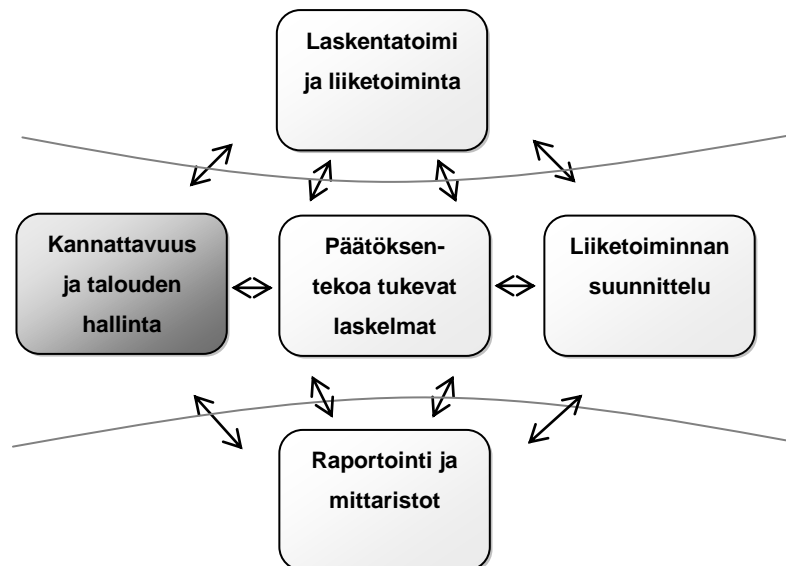 Laskentatoimi
ja liiketoiminta
Kannattavuus
ja talouden
hallinta
Päätöksen-
tekoa tukevat
laskelmat
Liiketoiminnan
suunnittelu
Raportointi ja
mittaristot